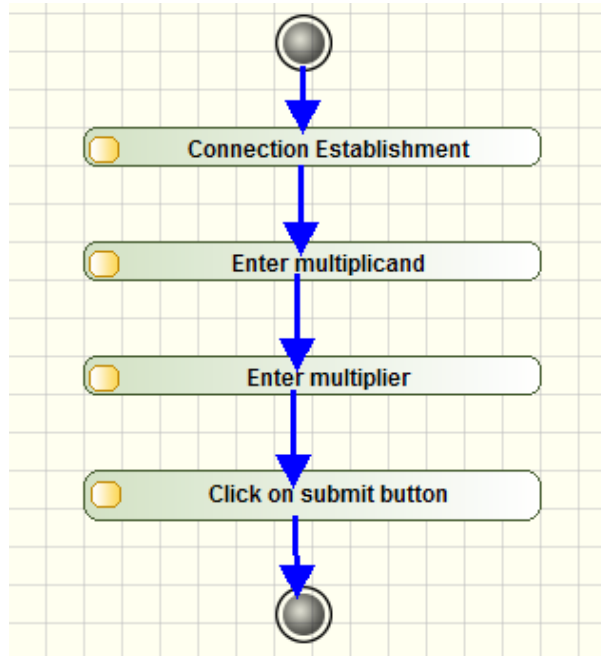 Connection Establishment
Enter multiplicand
Enter multiplier
Click on submit button